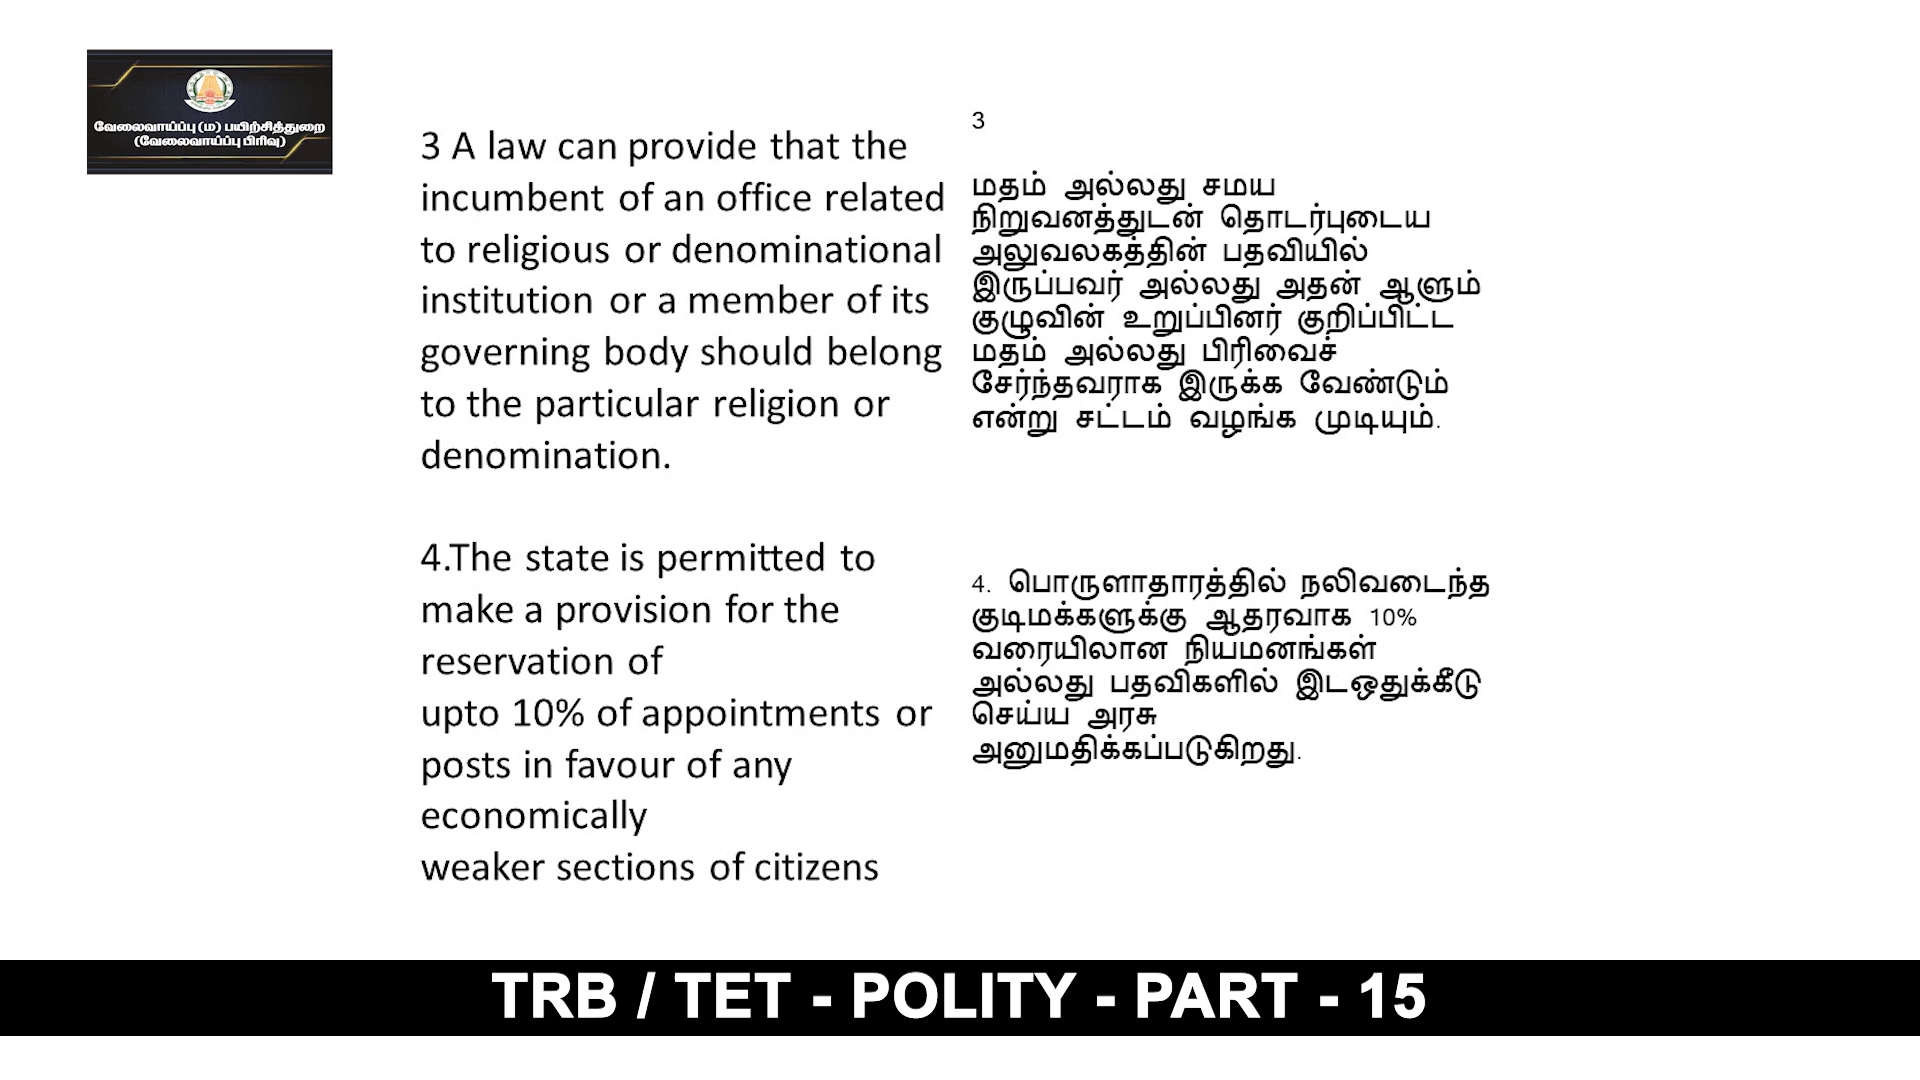 வேலைவாய்ப்பு (ம) பயிற்சித்துறை
(வேலைவாய்ப்பு பிரிவு)
3 A law can provide that the
incumbent of an office related
to religious or denominational
institution or a member of its
governing body should belong
to the particular religion or
denomination.
4.The state is permitted to
make a provision for the
reservation of
upto 10% of appointments or
posts in favour of any
economically
weaker sections of citizens
3
மதம் அல்லது சமய
நிறுவனத்துடன் தொடர்புடைய
அலுவலகத்தின் பதவியில்
இருப்பவர் அல்லது அதன் ஆளும்
குழுவின் உறுப்பினர் குறிப்பிட்ட
மதம் அல்லது பிரிவைச்
சேர்ந்தவராக இருக்க வேண்டும்
என்று சட்டம் வழங்க முடியும்.
4. பொருளாதாரத்தில் நலிவடைந்த
குடிமக்களுக்கு ஆதரவாக 10%
வரையிலான நியமனங்கள்
அல்லது பதவிகளில் இடஒதுக்கீடு
செய்ய அரசு
அனுமதிக்கப்படுகிறது.
TRB / TET - POLITY - PART - 15